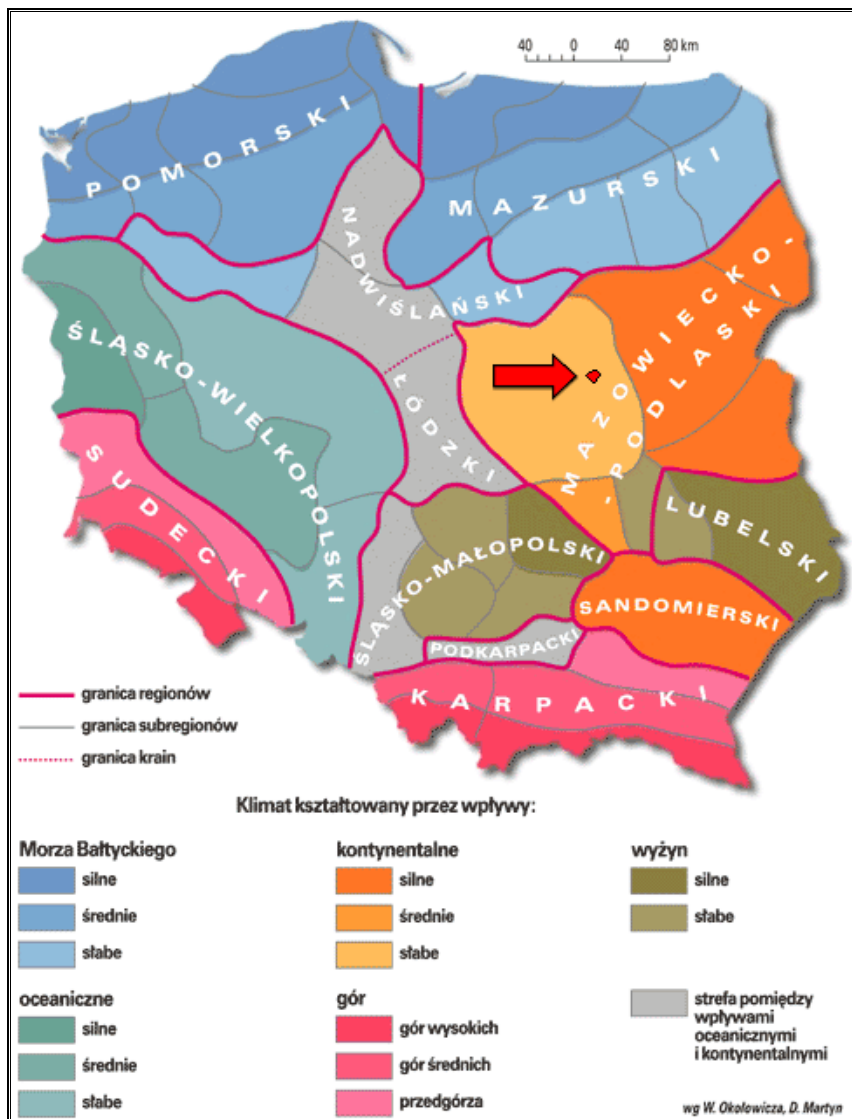 40 0 40 80 km
POMORSKI
MAZURSKI
NADWIŚLAŃSKI
MAZOWIECKO-
-PODLASKI
ŚLĄSKO-WIELKOPOLSKI
ŁÓDZKI
SUDECKI
LUBELSKI
ŚLĄSKO-MAŁOPOLSKI
SANDOMIERSKI
PODKARPACKI
KARPACKI
granica regionów
granica subregionów
granica krain
Klimat kształtowany przez wpływy:
Morza Bałtyckiego
silne
średnie
słabe
kontynentalne
silne
średnie
słabe
wyżyn
silne
słabe
oceaniczne
silne
średnie
słabe
gór
gór wysokich
gór średnich
przedgórza
strefa pomiędzy
wpływami
oceanicznymi
i kontynentalnymi
wg W. Okołowicza, D. Martyn